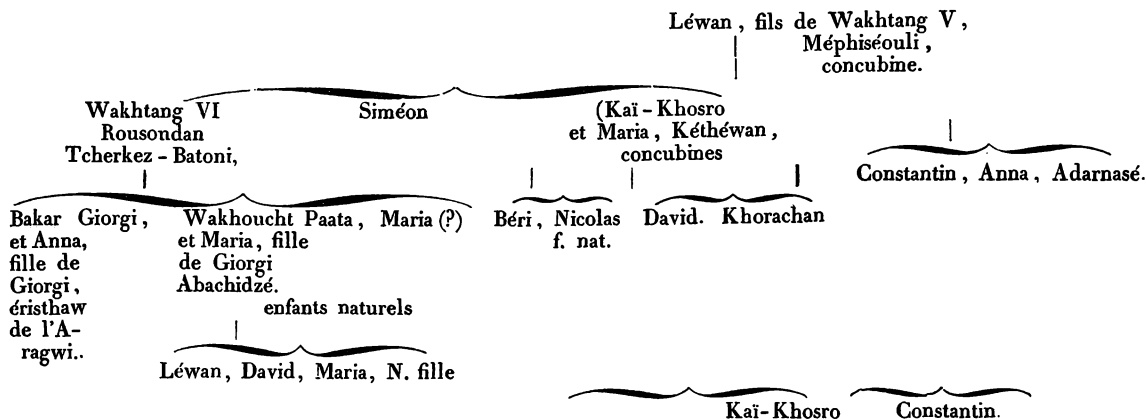 Léwan, fils de Wakhtang V,
Méphiséouli,
concubine.
Wakhtang VI
Rousondan
Tcherkez-Batoni,
Siméon
(Kaï-Khosro
et Maria, Kéthéwan,
concubines
Constantin, Anna, Adarnasé.
Bakar Giorgi,
et Anna,
fille de
Giorgi,
éristhaw
de l'A-
ragwi..
Wakhoucht Paata, Maria (?)
et Maria, fille
de Giorgi
Abachidzé.
enfants naturels
Béri, Nicolas
f. nat.
David. Khorachan
Léwan, David, Maria, N. fille
Kaï-Khosro
Constantin.